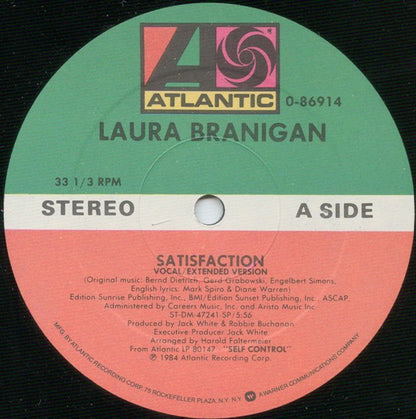 ATLANTIC
0-86914
LAURA BRANIGAN
33 1/3 RPM
STEREO
A SIDE
SATISFACTION
VOCAL/EXTENDED VERSION
(Original music: Bernd Dietrich, Gerd Grabowski, Engelbert Simons,
English lyrics: Mark Spiro & Diane Warren)
Edition Sunrise Publishing, Inc., BMI/Edition Sunset Publishing, Inc., ASCAP.
Administered by Careers Music, Inc. and Arista Music Inc.
ST-DM-47241-SP/5:56
Produced by Jack White & Robbie Buchanan
Executive Producer Jack White
Arranged by Harold Faltermeier
From Atlantic LP 80147 - "SELF CONTROL"
Ⓟ 1984 Atlantic Recording Corp.
MFG. BY ATLANTIC RECORDING CORP. 75 ROCKEFELLER PLAZA, N.Y. N.Y. A WARNER COMMUNICATIONS COMPANY